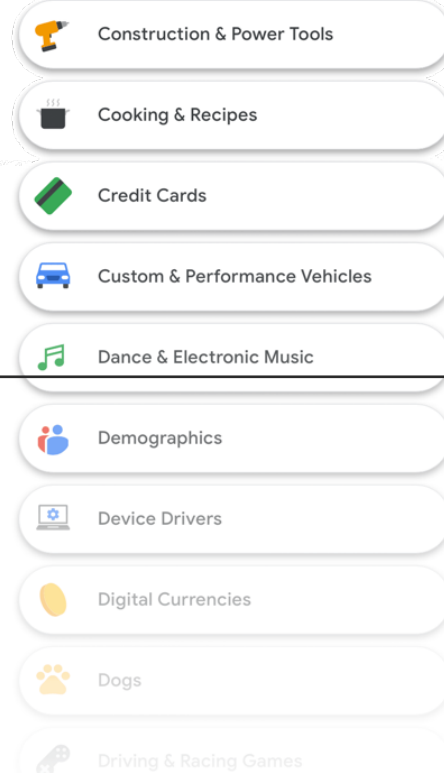 Construction & Power Tools
Cooking & Recipes
Credit Cards
Custom & Performance Vehicles
Dance & Electronic Music
Demographics
Device Drivers
Digital Currencies
Dogs
Driving & Racing Games